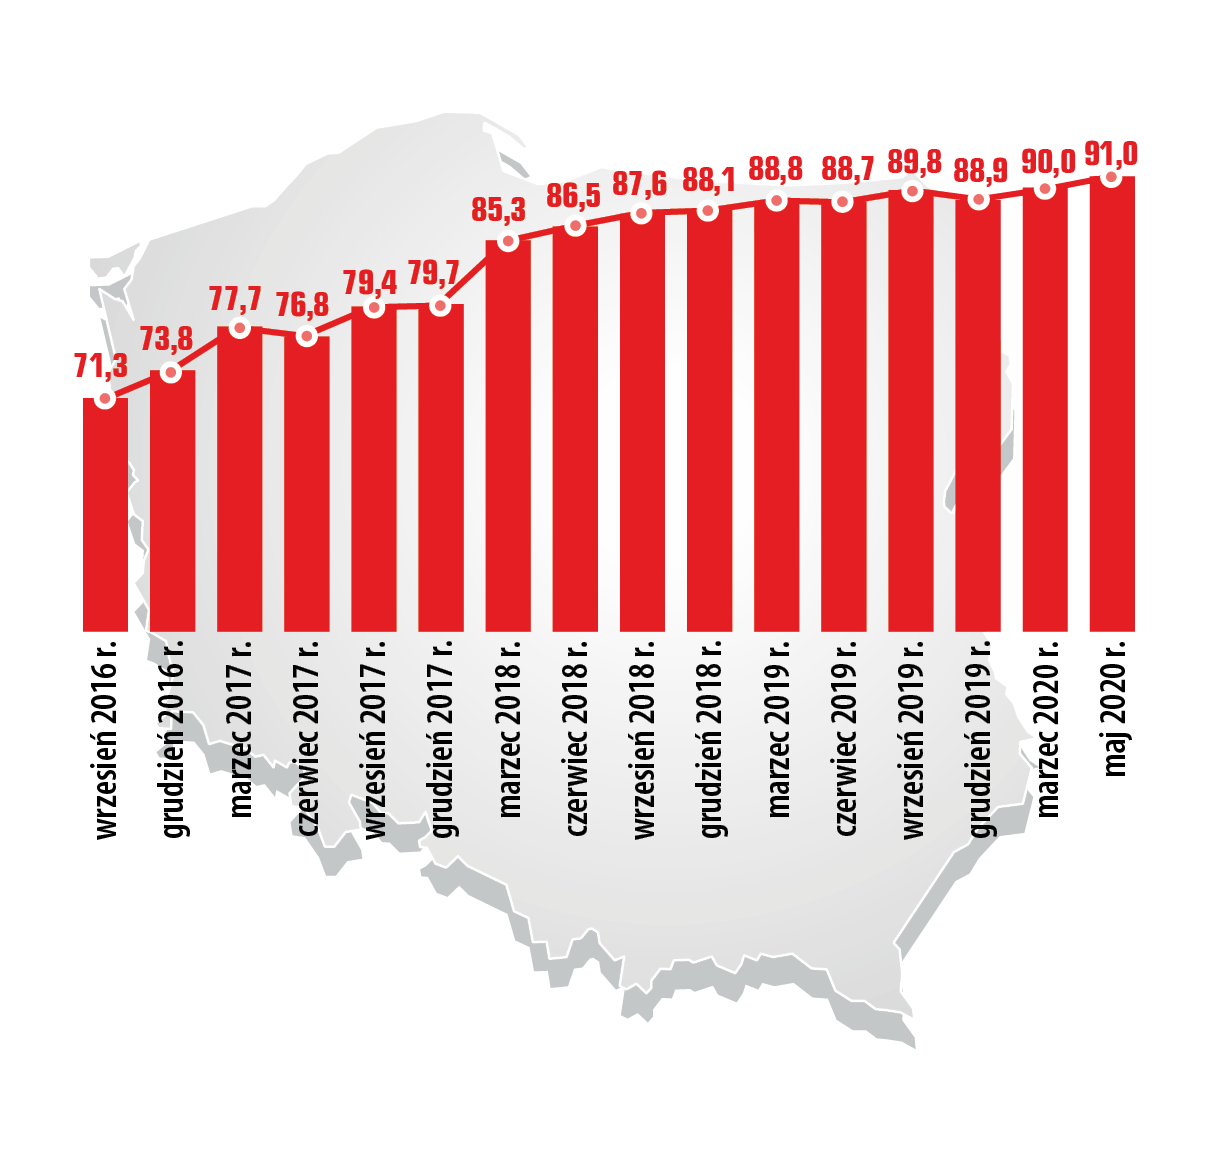 71,3
73,8
77,7
76,8
79,4
79,7
85,3
86,5
87,6
88,1
88,8
88,7
89,8
88,9
90,0
91,0
wrzesień 2016 r.
grudzień 2016 r.
marzec 2017 r.
czerwiec 2017 r.
wrzesień 2017 r.
grudzień 2017 r.
marzec 2018 r.
czerwiec 2018 r.
wrzesień 2018 r.
grudzień 2018 r.
marzec 2019 r.
czerwiec 2019 r.
wrzesień 2019 r.
grudzień 2019 r.
marzec 2020 r.
maj 2020 r.